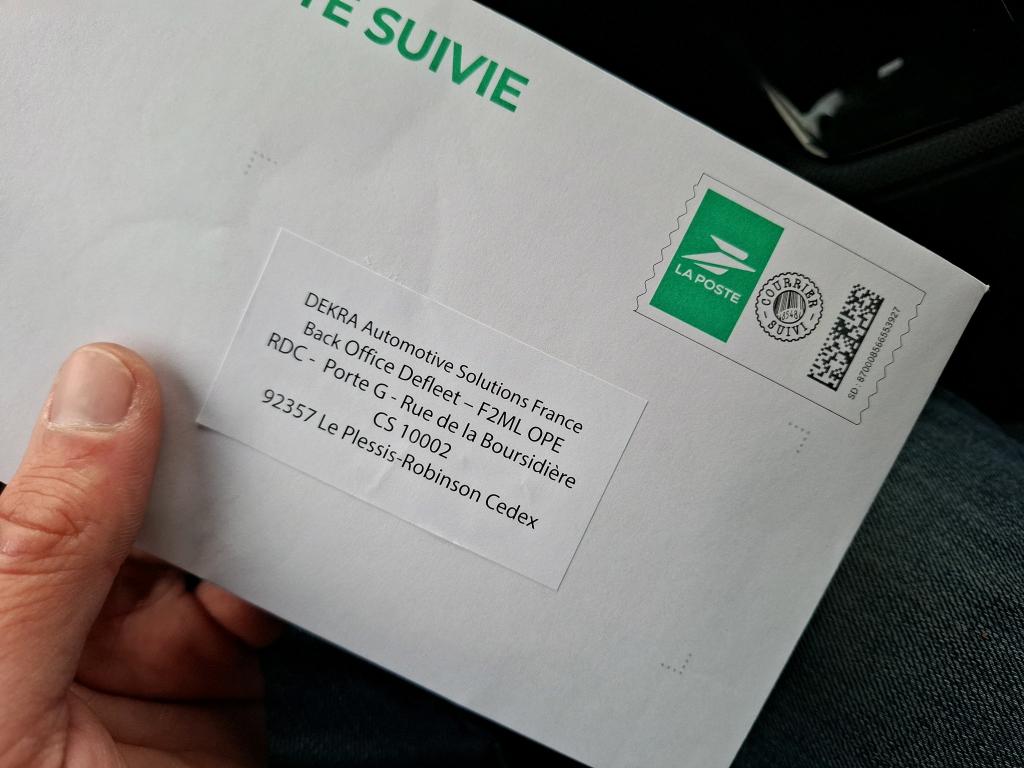 TE SUIVIE
LA POSTE
COURRIER
SUIVI
SD : 870008566553927
DEKRA Automotive Solutions France
Back Office Defleet – F2ML OPE
RDC - Porte G - Rue de la Boursidière
CS 10002
92357 Le Plessis-Robinson Cedex